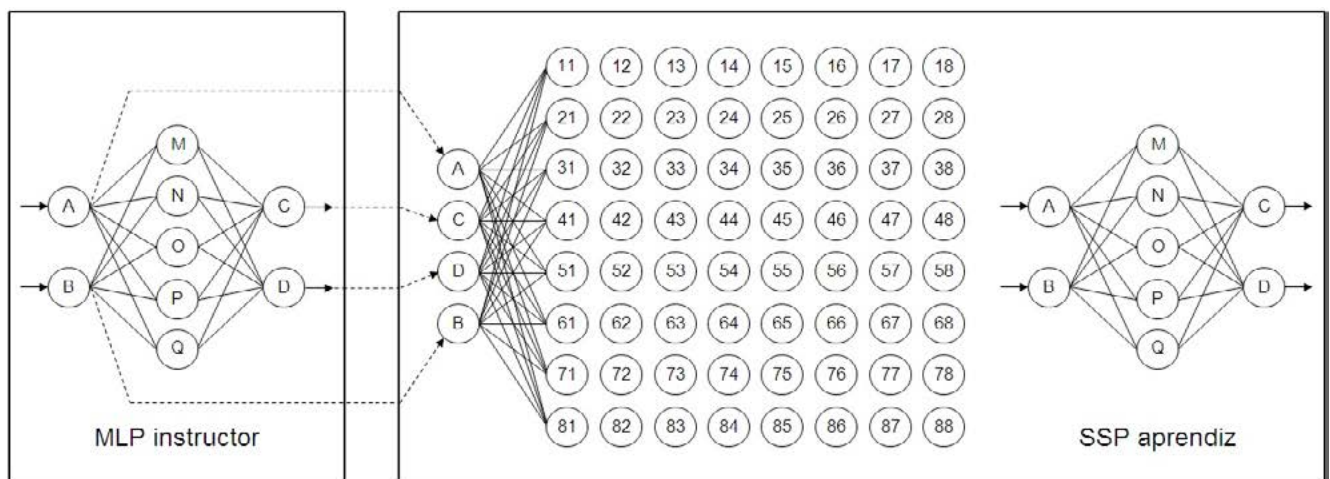 M
N
O
P
Q
A
B
C
D
MLP instructor
A
C
D
B
11 12 13 14 15 16 17 18
21 22 23 24 25 26 27 28
31 32 33 34 35 36 37 38
41 42 43 44 45 46 47 48
51 52 53 54 55 56 57 58
61 62 63 64 65 66 67 68
71 72 73 74 75 76 77 78
81 82 83 84 85 86 87 88
M
N
O
P
Q
A
B
C
D
SSP aprendiz